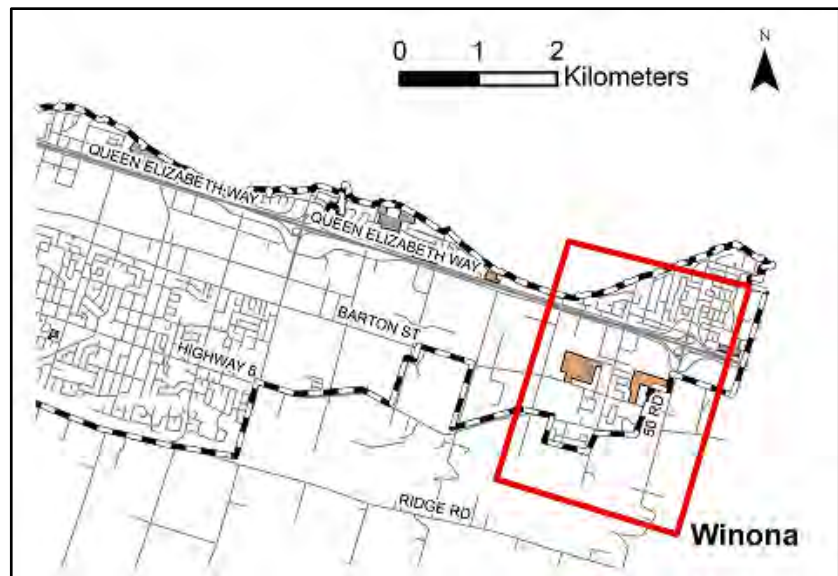 N
0 1 2
Kilometers
QUEEN ELIZABETH WAY
QUEEN ELIZABETH WAY
BARTON ST
HIGHWAY 8
50 RD
RIDGE RD
Winona